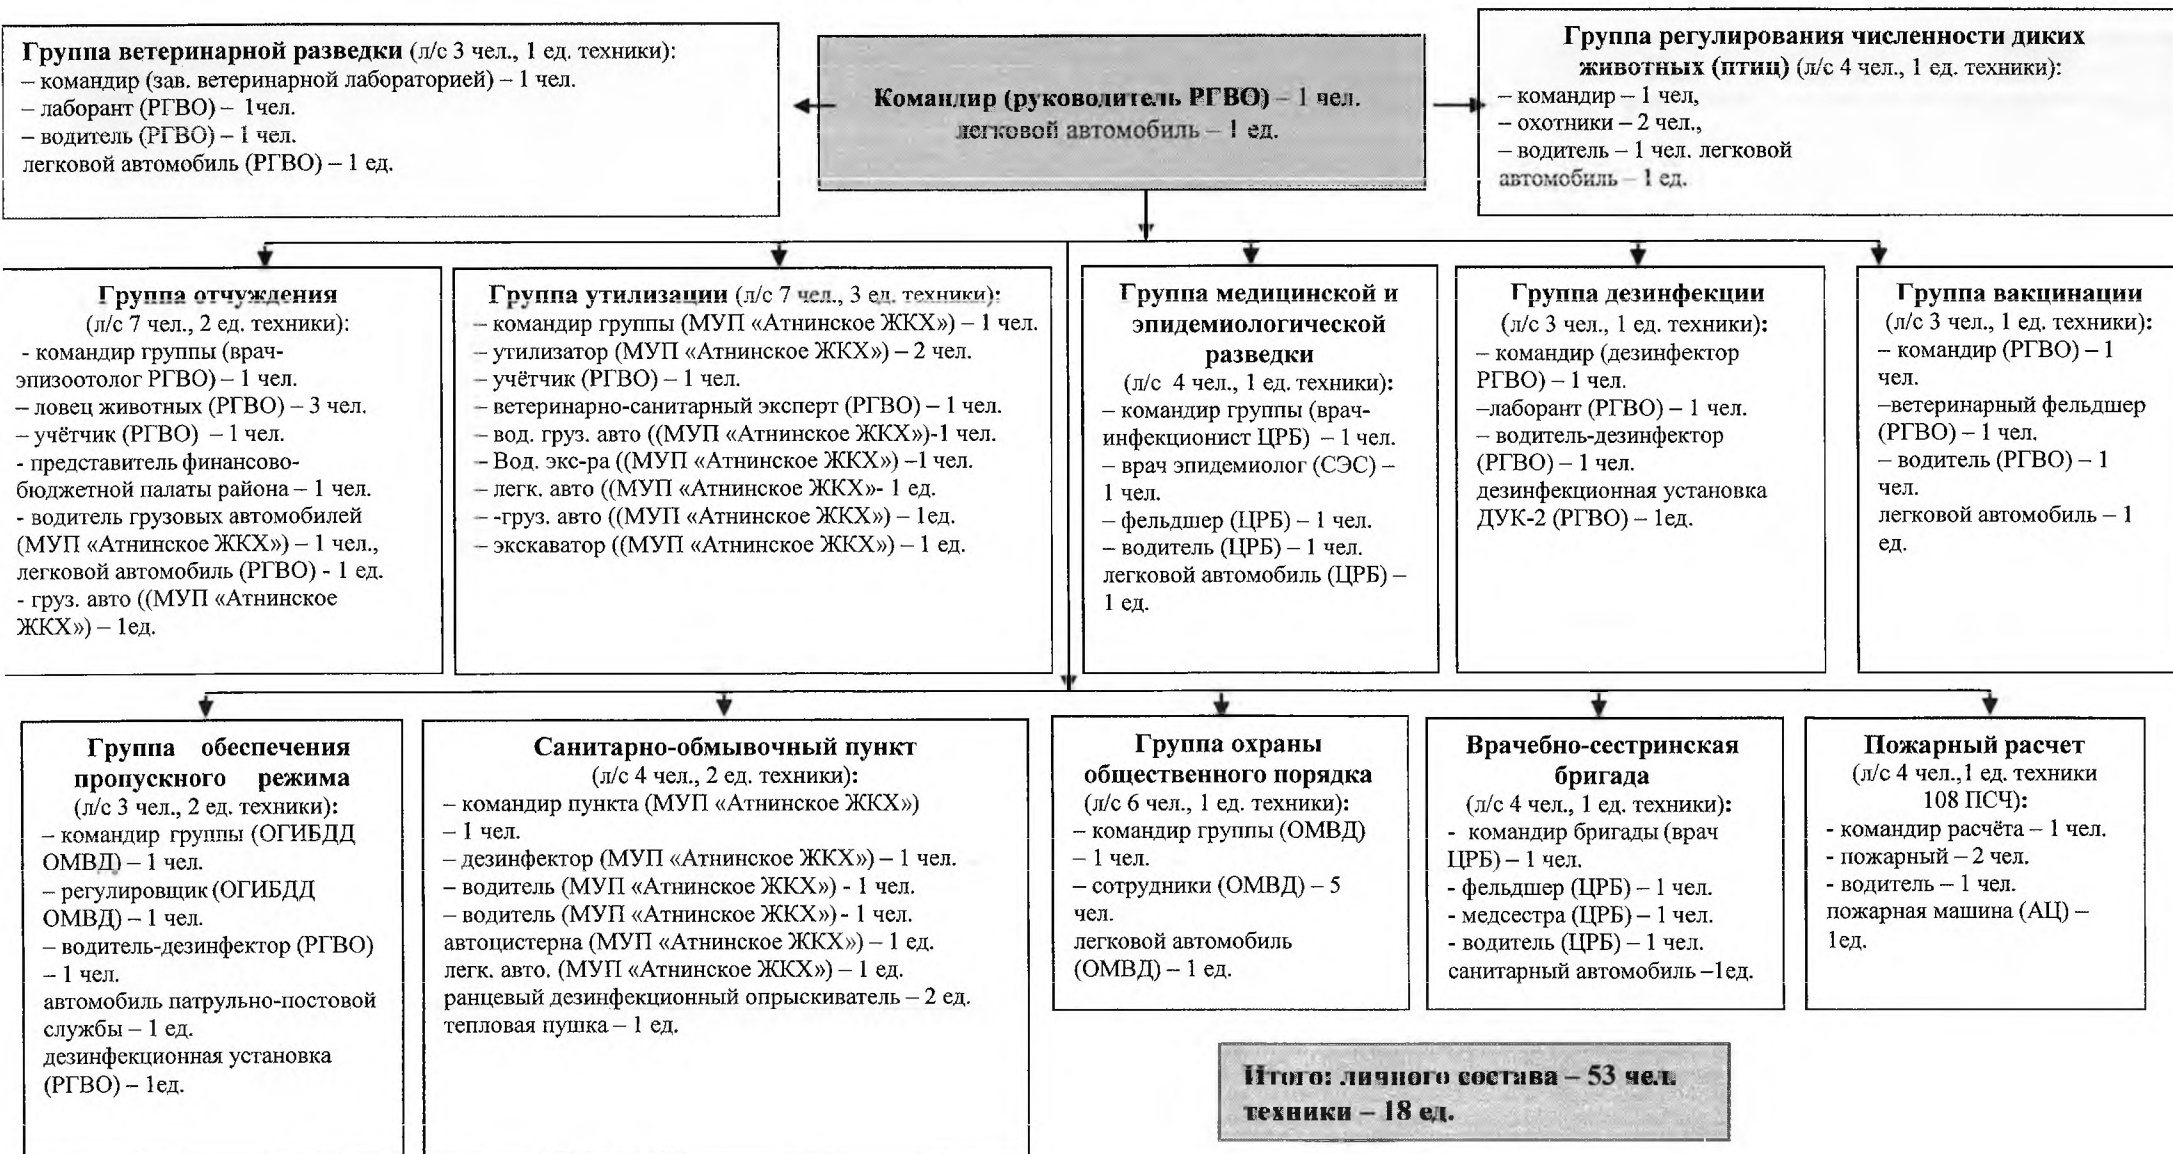 Группа ветеринарной разведки (л/с 3 чел., 1 ед. техники):
– командир (зав. ветеринарной лабораторией) – 1 чел.
– лаборант (РГВО) – 1чел.
– водитель (РГВО) – 1 чел.
легковой автомобиль (РГВО) – 1 ед.
Командир (руководитель РГВО) – 1 чел.
легковой автомобиль – 1 ед.
Группа регулирования численности диких
животных (птиц) (л/с 4 чел., 1 ед. техники):
– командир – 1 чел,
– охотники – 2 чел.,
– водитель – 1 чел. легковой
автомобиль – 1 ед.
Группа отчуждения
(л/с 7 чел., 2 ед. техники):
- командир группы (врач-
эпизоотолог РГВО) – 1 чел.
– ловец животных (РГВО) – 3 чел.
– учётчик (РГВО) – 1 чел.
- представитель финансово-
бюджетной палаты района – 1 чел.
- водитель грузовых автомобилей
(МУП «Атнинское ЖКХ») – 1 чел.,
легковой автомобиль (РГВО) - 1 ед.
- груз. авто ((МУП «Атнинское
ЖКХ») – 1ед.
Группа утилизации (л/с 7 чел., 3 ед. техники):
– командир группы (МУП «Атнинское ЖКХ») – 1 чел.
– утилизатор (МУП «Атнинское ЖКХ») – 2 чел.
– учётчик (РГВО) – 1 чел.
– ветеринарно-санитарный эксперт (РГВО) – 1 чел.
– вод. груз. авто ((МУП «Атнинское ЖКХ»)-1 чел.
– Вод. экс-ра ((МУП «Атнинское ЖКХ») –1 чел.
– легк. авто ((МУП «Атнинское ЖКХ»- 1 ед.
– -груз. авто ((МУП «Атнинское ЖКХ») – 1ед.
– экскаватор ((МУП «Атнинское ЖКХ») – 1 ед.
Группа медицинской и
эпидемиологической
разведки
(л/с 4 чел., 1 ед. техники):
– командир группы (врач-
инфекционист ЦРБ) – 1 чел.
– врач эпидемиолог (СЭС) –
1 чел.
– фельдшер (ЦРБ) – 1 чел.
– водитель (ЦРБ) – 1 чел.
легковой автомобиль (ЦРБ) –
1 ед.
Группа дезинфекции
(л/с 3 чел., 1 ед. техники):
– командир (дезинфектор
РГВО) – 1 чел.
–лаборант (РГВО) – 1 чел.
– водитель-дезинфектор
(РГВО) – 1 чел.
дезинфекционная установка
ДУК-2 (РГВО) – 1ед.
Группа вакцинации
(л/с 3 чел., 1 ед. техники):
– командир (РГВО) – 1
чел.
–ветеринарный фельдшер
(РГВО) – 1 чел.
– водитель (РГВО) – 1
чел.
легковой автомобиль – 1
ед.
Группа обеспечения
пропускного режима
(л/с 3 чел., 2 ед. техники):
– командир группы (ОГИБДД
ОМВД) – 1 чел.
– регулировщик (ОГИБДД
ОМВД) – 1 чел.
– водитель-дезинфектор (РГВО)
– 1 чел.
автомобиль патрульно-постовой
службы – 1 ед.
дезинфекционная установка
(РГВО) – 1ед.
Санитарно-обмывочный пункт
(л/с 4 чел., 2 ед. техники):
– командир пункта (МУП «Атнинское ЖКХ»)
– 1 чел.
– дезинфектор (МУП «Атнинское ЖКХ») – 1 чел.
– водитель (МУП «Атнинское ЖКХ») - 1 чел.
– водитель (МУП «Атнинское ЖКХ») - 1 чел.
автоцистерна (МУП «Атнинское ЖКХ») – 1 ед.
легк. авто. (МУП «Атнинское ЖКХ») – 1 ед.
ранцевый дезинфекционный опрыскиватель – 2 ед.
тепловая пушка – 1 ед.
Группа охраны
общественного порядка
(л/с 6 чел., 1 ед. техники):
– командир группы (ОМВД)
– 1 чел.
– сотрудники (ОМВД) – 5
чел.
легковой автомобиль
(ОМВД) – 1 ед.
Врачебно-сестринская
бригада
(л/с 4 чел., 1 ед. техники):
- командир бригады (врач
ЦРБ) – 1 чел.
- фельдшер (ЦРБ) – 1 чел.
- медсестра (ЦРБ) – 1 чел.
- водитель (ЦРБ) – 1 чел.
санитарный автомобиль –1ед.
Пожарный расчет
(л/с 4 чел.,1 ед. техники
108 ПСЧ):
- командир расчёта – 1 чел.
- пожарный – 2 чел.
- водитель – 1 чел.
пожарная машина (АЦ) –
1ед.
Итого: личного состава – 53 чел.
техники – 18 ед.